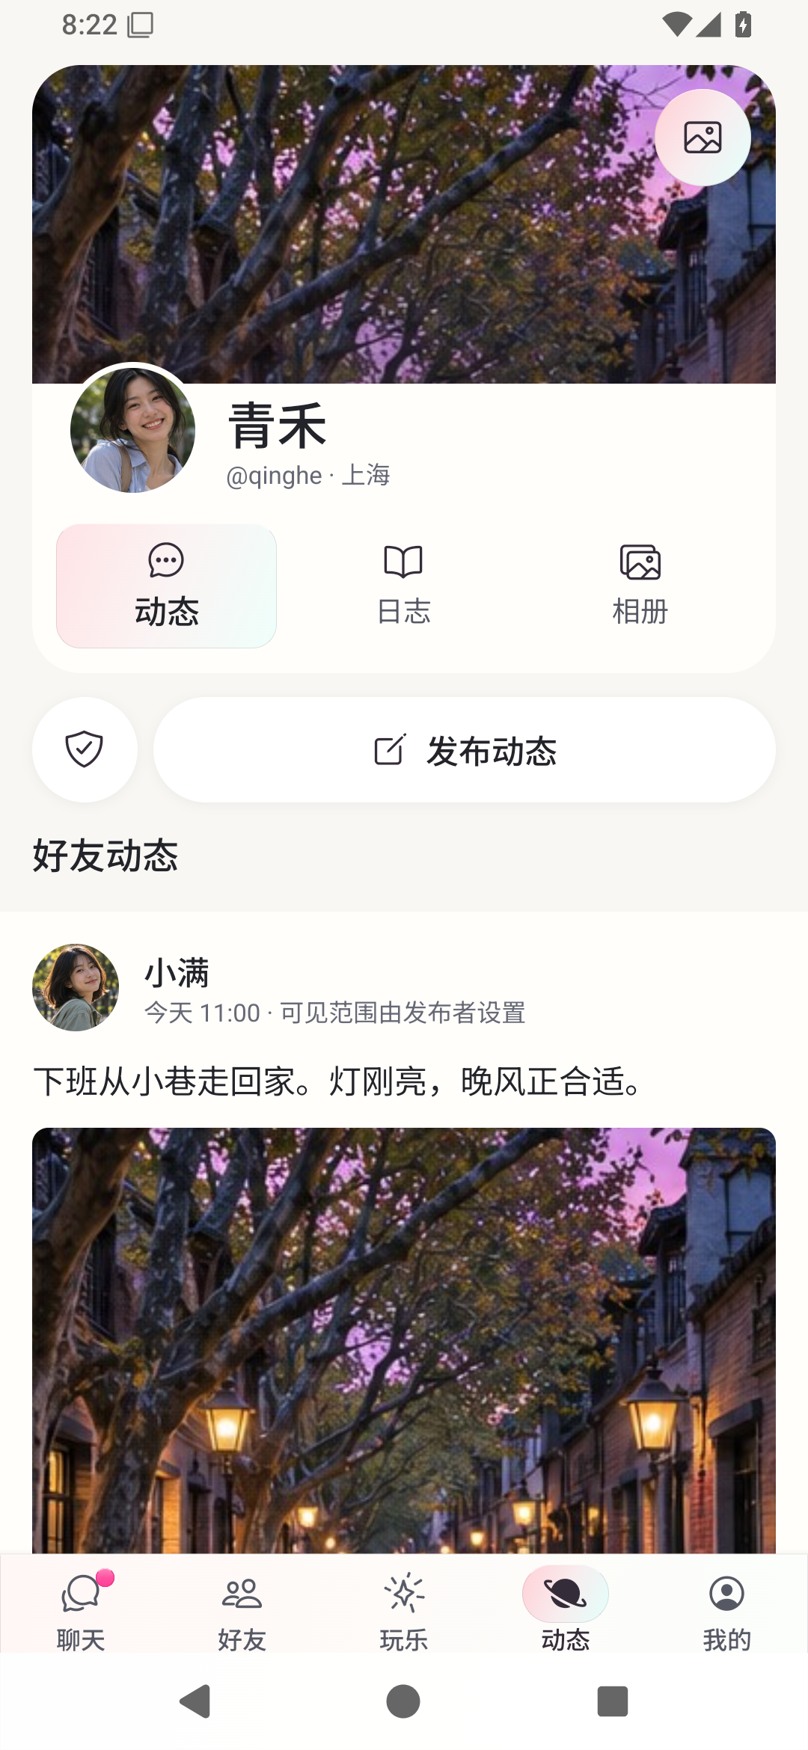 8:22
青禾
@qinghe · 上海
动态
日志
相册
发布动态
好友动态
小满
今天 11:00 · 可见范围由发布者设置
下班从小巷走回家。灯刚亮，晚风正合适。
聊天
好友
玩乐
动态
我的